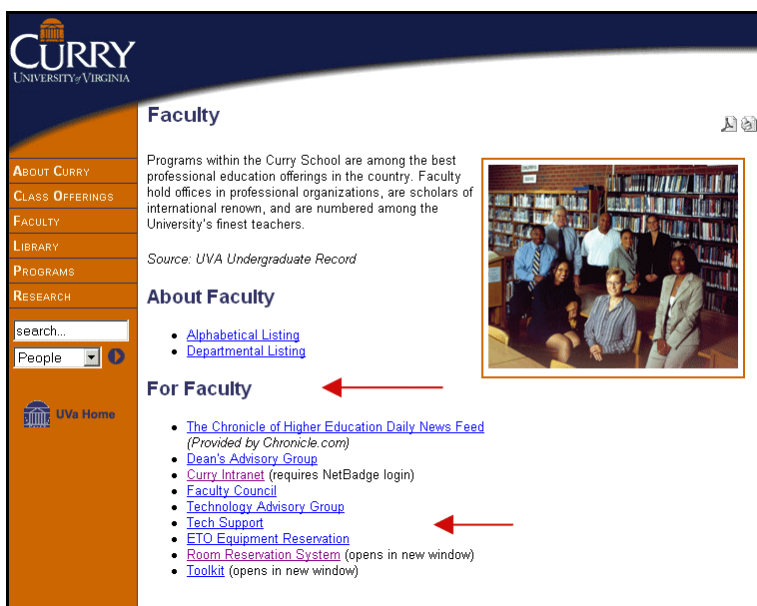 CURRY
UNIVERSITY of VIRGINIA
ABOUT CURRY
CLASS OFFERINGS
FACULTY
LIBRARY
PROGRAMS
RESEARCH
search...
People
UVa Home
Faculty
Programs within the Curry School are among the best
professional education offerings in the country. Faculty
hold offices in professional organizations, are scholars of
international renown, and are numbered among the
University's finest teachers.
Source: UVA Undergraduate Record
About Faculty
Alphabetical Listing
Departmental Listing
For Faculty
The Chronicle of Higher Education Daily News Feed
(Provided by Chronicle.com)
Dean's Advisory Group
Curry Intranet (requires NetBadge login)
Faculty Council
Technology Advisory Group
Tech Support
ETO Equipment Reservation
Room Reservation System (opens in new window)
Toolkit (opens in new window)